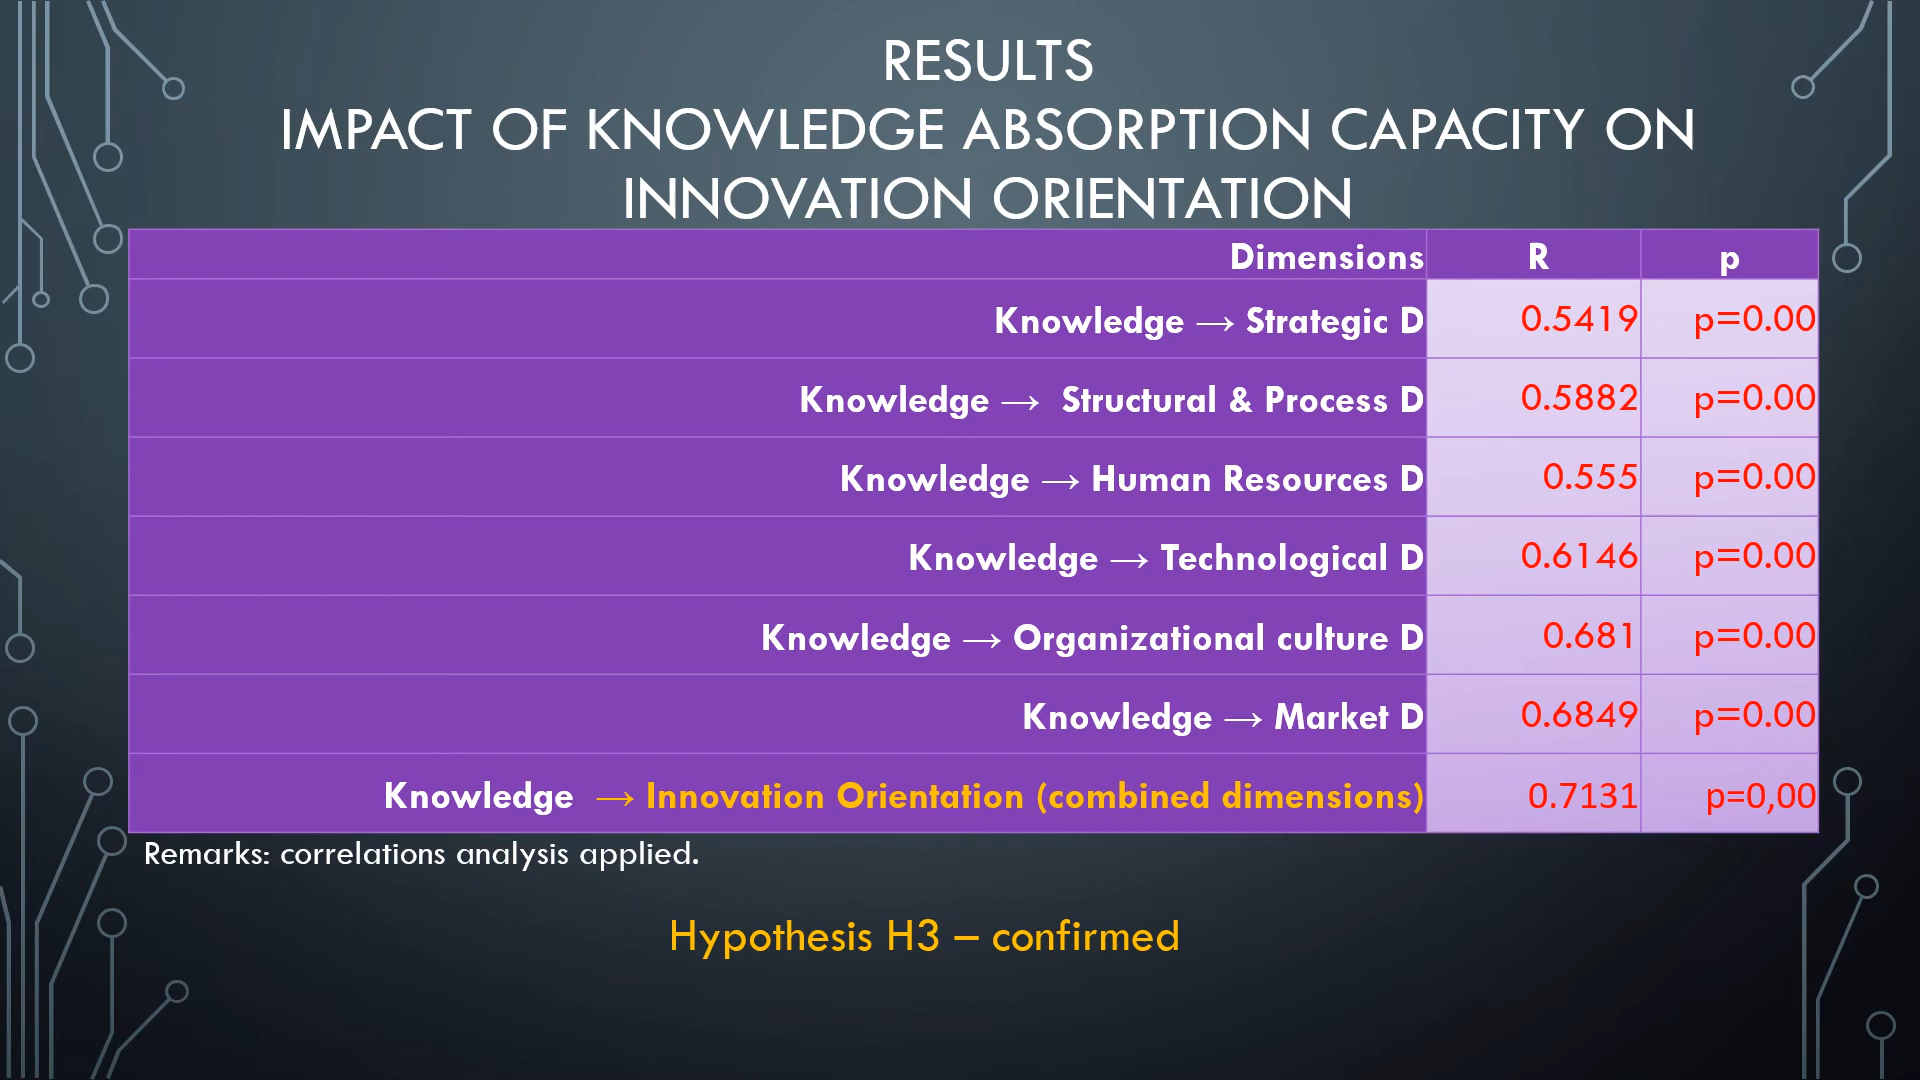 RESULTS
IMPACT OF KNOWLEDGE ABSORPTION CAPACITY ON
INNOVATION ORIENTATION
Dimensions R p
Knowledge → Strategic D 0.5419 p=0.00
Knowledge → Structural & Process D 0.5882 p=0.00
Knowledge → Human Resources D 0.555 p=0.00
Knowledge → Technological D 0.6146 p=0.00
Knowledge → Organizational culture D 0.681 p=0.00
Knowledge → Market D 0.6849 p=0.00
Knowledge → Innovation Orientation (combined dimensions) 0.7131 p=0,00
Remarks: correlations analysis applied.
Hypothesis H3 – confirmed